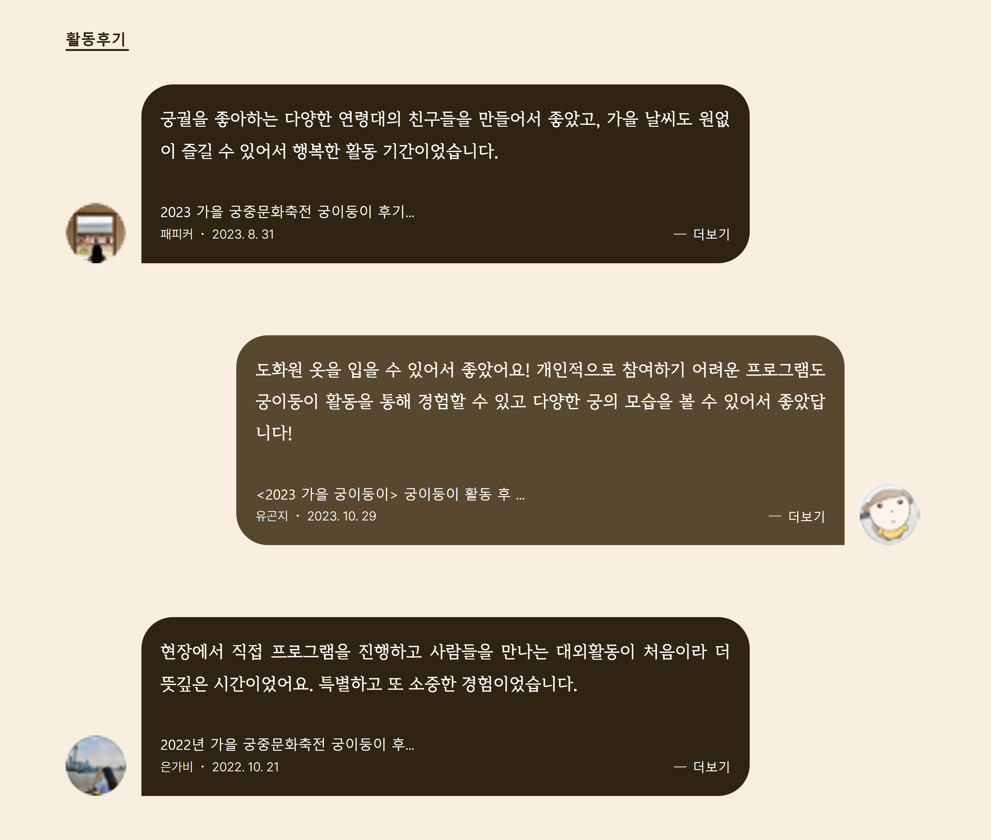 활동후기
궁궐을 좋아하는 다양한 연령대의 친구들을 만들어서 좋았고, 가을 날씨도 원없
이 즐길 수 있어서 행복한 활동 기간이었습니다.
2023 가을 궁중문화축전 궁이둥이 후기...
패피커 · 2023. 8. 31
— 더보기
도화원 옷을 입을 수 있어서 좋았어요! 개인적으로 참여하기 어려운 프로그램도
궁이둥이 활동을 통해 경험할 수 있고 다양한 궁의 모습을 볼 수 있어서 좋았답
니다!
<2023 가을 궁이둥이> 궁이둥이 활동 후 ...
유곤지 · 2023. 10. 29
— 더보기
현장에서 직접 프로그램을 진행하고 사람들을 만나는 대외활동이 처음이라 더
뜻깊은 시간이었어요. 특별하고 또 소중한 경험이었습니다.
2022년 가을 궁중문화축전 궁이둥이 후...
은가비 · 2022. 10. 21
— 더보기